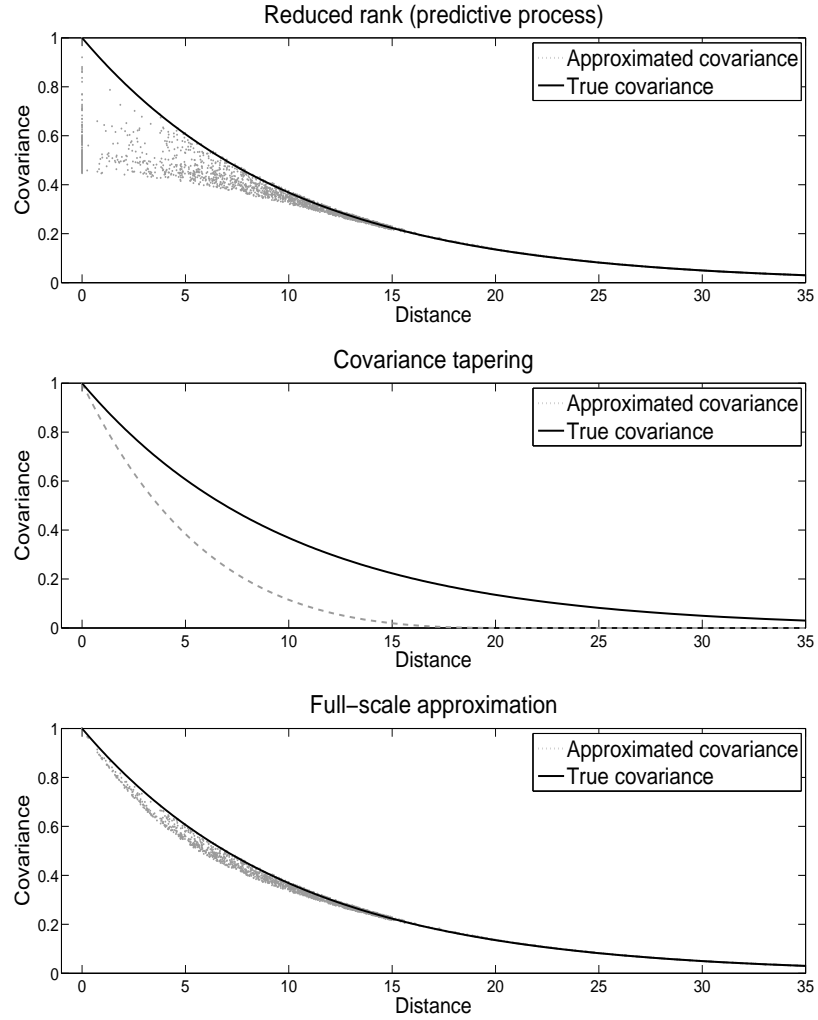 Reduced rank (predictive process)
Approximated covariance
True covariance
Covariance
1
0.8
0.6
0.4
0.2
0
0 5 10 15 20 25 30 35
Distance
Covariance tapering
Approximated covariance
True covariance
Covariance
1
0.8
0.6
0.4
0.2
0
0 5 10 15 20 25 30 35
Distance
Full−scale approximation
Approximated covariance
True covariance
Covariance
1
0.8
0.6
0.4
0.2
0
0 5 10 15 20 25 30 35
Distance